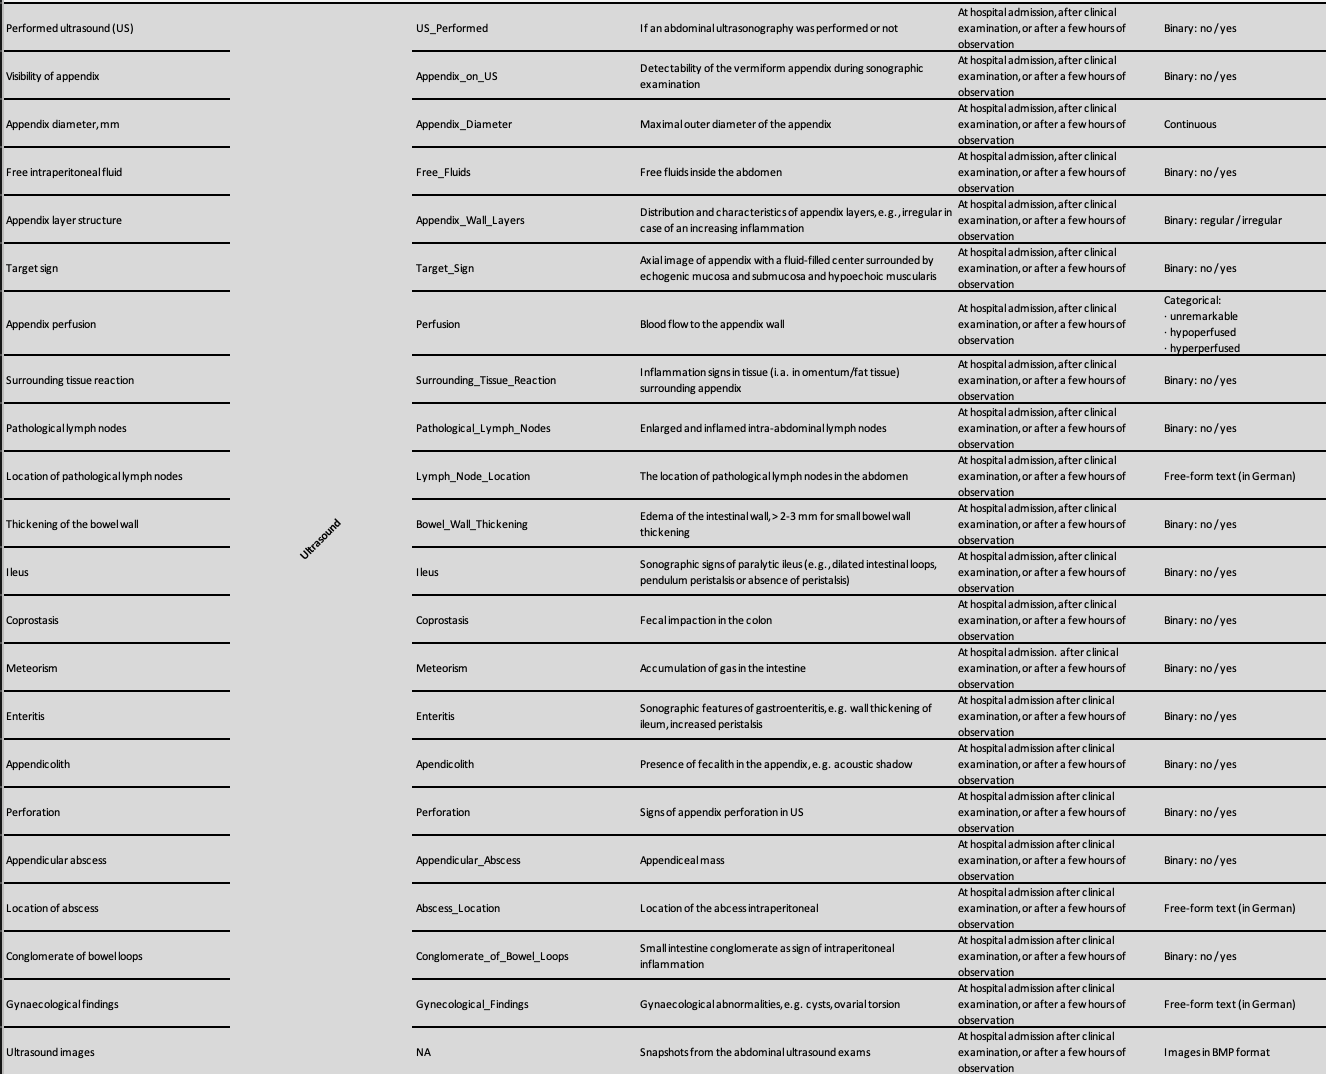 Performed ultrasound (US) US_Performed If an abdominal ultrasonography was performed or not At hospital admission, after clinical examination, or after a few hours of observation Binary: no / yes
Visibility of appendix Appendix_on_US Detectability of the vermiform appendix during sonographic examination At hospital admission, after clinical examination, or after a few hours of observation Binary: no / yes
Appendix diameter, mm Appendix_Diameter Maximal outer diameter of the appendix At hospital admission, after clinical examination, or after a few hours of observation Continuous
Free intraperitoneal fluid Free_Fluids Free fluids inside the abdomen At hospital admission, after clinical examination, or after a few hours of observation Binary: no / yes
Appendix layer structure Appendix_Wall_Layers Distribution and characteristics of appendix layers, e.g., irregular in case of an increasing inflammation At hospital admission, after clinical examination, or after a few hours of observation Binary: regular / irregular
Target sign Target_Sign Axial image of appendix with a fluid-filled center surrounded by echogenic mucosa and submucosa and hypoechoic muscularis At hospital admission, after clinical examination, or after a few hours of observation Binary: no / yes
Appendix perfusion Perfusion Blood flow to the appendix wall At hospital admission, after clinical examination, or after a few hours of observation Categorical: · unremarkable · hypoperfused · hyperperfused
Surrounding tissue reaction Surrounding_Tissue_Reaction Inflammation signs in tissue (i.a. in omentum/fat tissue) surrounding appendix At hospital admission, after clinical examination, or after a few hours of observation Binary: no / yes
Pathological lymph nodes Pathological_Lymph_Nodes Enlarged and inflamed intra-abdominal lymph nodes At hospital admission, after clinical examination, or after a few hours of observation Binary: no / yes
Location of pathological lymph nodes Lymph_Node_Location The location of pathological lymph nodes in the abdomen At hospital admission, after clinical examination, or after a few hours of observation Free-form text (in German)
Thickening of the bowel wall Bowel_Wall_Thickening Edema of the intestinal wall, > 2-3 mm for small bowel wall thickening At hospital admission, after clinical examination, or after a few hours of observation Binary: no / yes
Ultrasound
Ileus Ileus Sonographic signs of paralytic ileus (e.g., dilated intestinal loops, pendulum peristalsis or absence of peristalsis) At hospital admission, after clinical examination, or after a few hours of observation Binary: no / yes
Coprostasis Coprostasis Fecal impaction in the colon At hospital admission, after clinical examination, or after a few hours of observation Binary: no / yes
Meteorism Meteorism Accumulation of gas in the intestine At hospital admission. after clinical examination, or after a few hours of observation Binary: no / yes
Enteritis Enteritis Sonographic features of gastroenteritis, e.g. wall thickening of ileum, increased peristalsis At hospital admission after clinical examination, or after a few hours of observation Binary: no / yes
Appendicolith Apendicolith Presence of fecalith in the appendix, e.g. acoustic shadow At hospital admission after clinical examination, or after a few hours of observation Binary: no / yes
Perforation Perforation Signs of appendix perforation in US At hospital admission after clinical examination, or after a few hours of observation Binary: no / yes
Appendicular abscess Appendicular_Abscess Appendiceal mass At hospital admission after clinical examination, or after a few hours of observation Binary: no / yes
Location of abscess Abscess_Location Location of the abcess intraperitoneal At hospital admission after clinical examination, or after a few hours of observation Free-form text (in German)
Conglomerate of bowel loops Conglomerate_of_Bowel_Loops Small intestine conglomerate as sign of intraperitoneal inflammation At hospital admission after clinical examination, or after a few hours of observation Binary: no / yes
Gynaecological findings Gynecological_Findings Gynaecological abnormalities, e.g. cysts, ovarial torsion At hospital admission after clinical examination, or after a few hours of observation Free-form text (in German)
Ultrasound images NA Snapshots from the abdominal ultrasound exams At hospital admission after clinical examination, or after a few hours of observation Images in BMP format